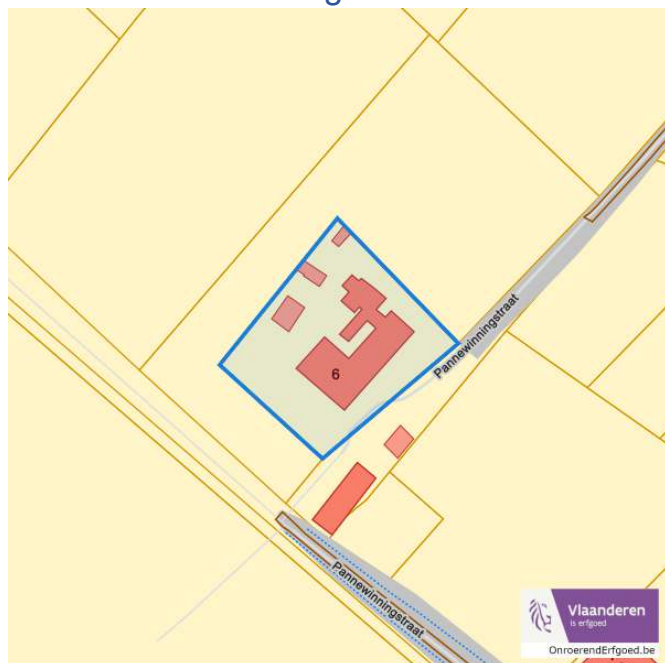 Pannewinningstraat
6
Pannewinningstraat
Vlaanderen
is erfgoed
OnroerendErfgoed.be